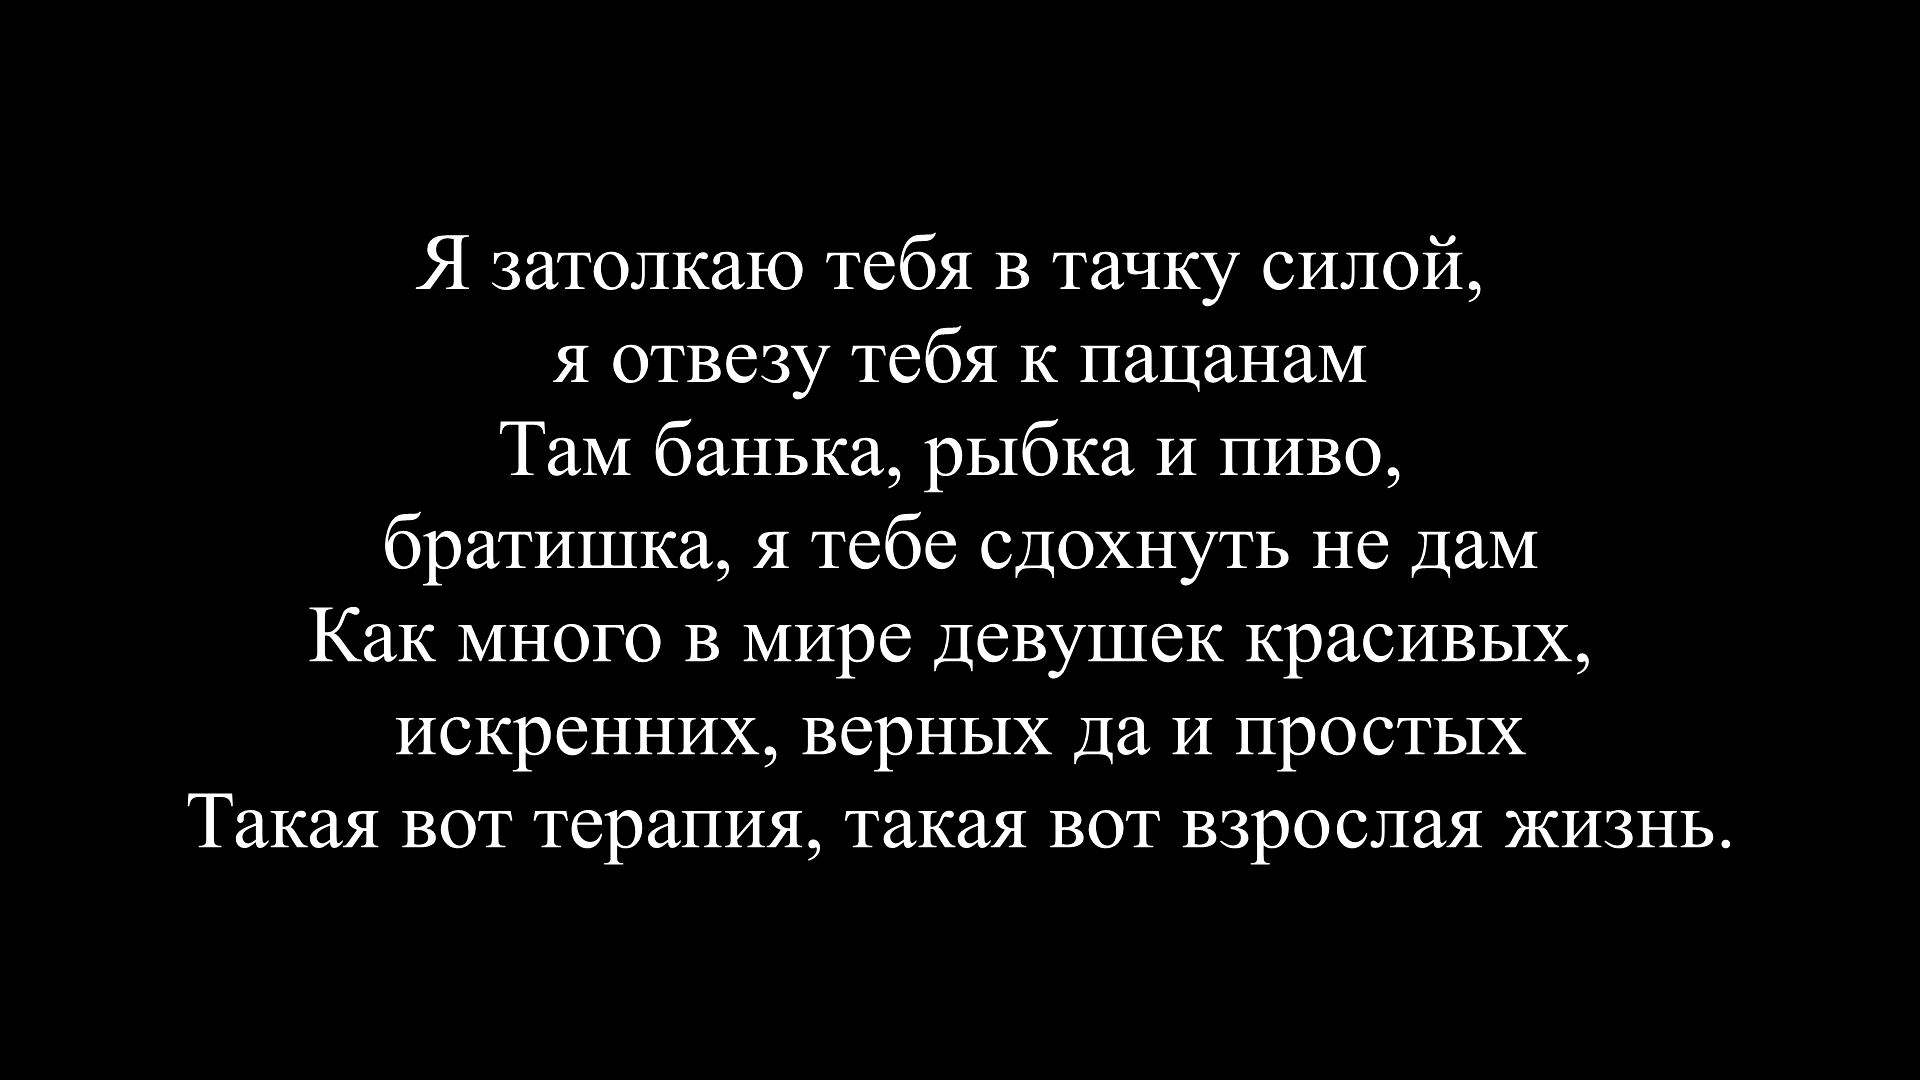 Я затолкаю тебя в тачку силой,
я отвезу тебя к пацанам
Там банька, рыбка и пиво,
братишка, я тебе сдохнуть не дам
Как много в мире девушек красивых,
искренних, верных да и простых
Такая вот терапия, такая вот взрослая жизнь.